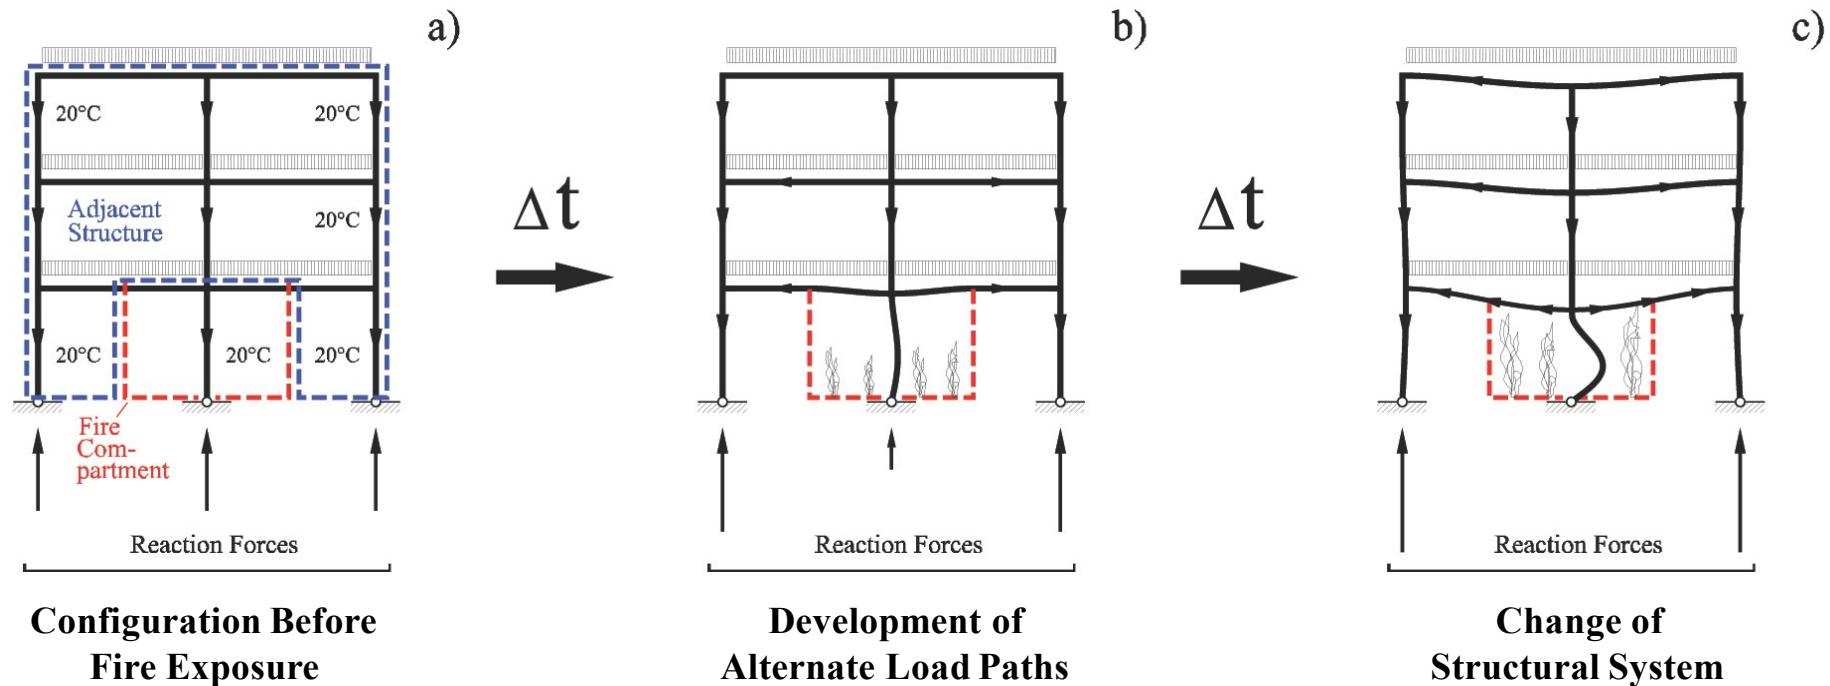 a)
b)
c)
20°C
20°C
Adjacent
Structure
20°C
20°C
20°C
20°C
Fire
Com-
partment
Δt
Δt
Reaction Forces
Reaction Forces
Reaction Forces
Configuration Before
Fire Exposure
Development of
Alternate Load Paths
Change of
Structural System